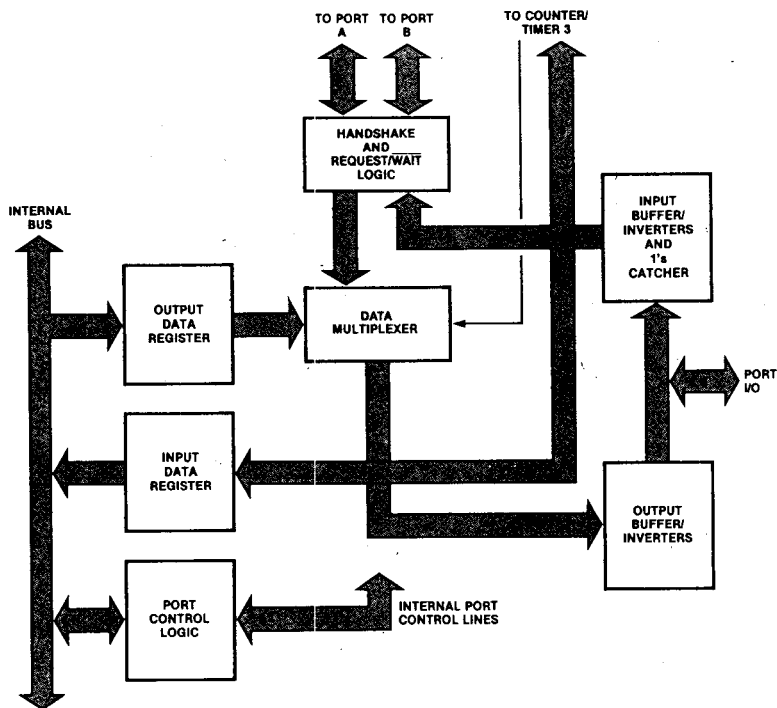 TO PORT
A
TO PORT
B
TO COUNTER/
TIMER 3
HANDSHAKE
AND
REQUEST/WAIT
LOGIC
INPUT
BUFFER/
INVERTERS
AND
1's
CATCHER
INTERNAL
BUS
OUTPUT
DATA
REGISTER
DATA
MULTIPLEXER
PORT
I/O
INPUT
DATA
REGISTER
OUTPUT
BUFFER/
INVERTERS
PORT
CONTROL
LOGIC
INTERNAL PORT
CONTROL LINES